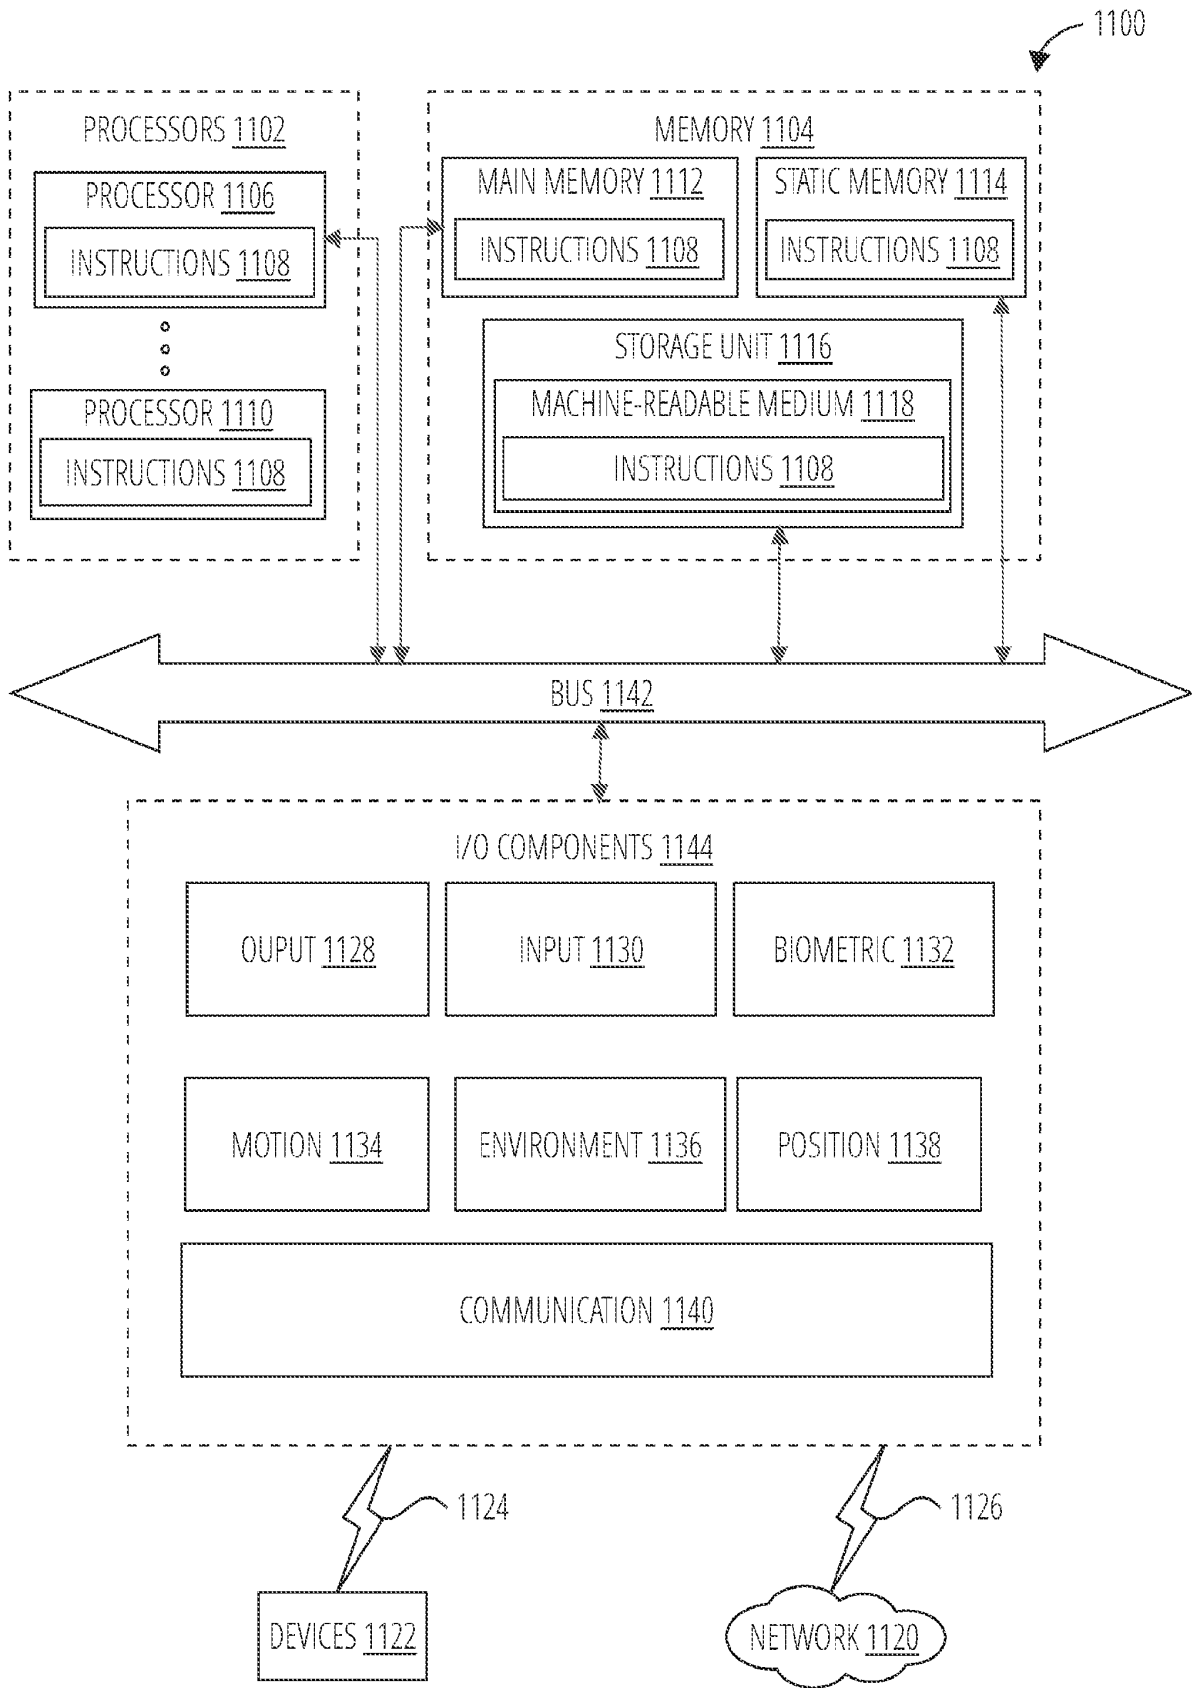 1100
PROCESSORS 1102
PROCESSOR 1106
INSTRUCTIONS 1108
PROCESSOR 1110
INSTRUCTIONS 1108
MEMORY 1104
MAIN MEMORY 1112
INSTRUCTIONS 1108
STATIC MEMORY 1114
INSTRUCTIONS 1108
STORAGE UNIT 1116
MACHINE-READABLE MEDIUM 1118
INSTRUCTIONS 1108
BUS 1142
I/O COMPONENTS 1144
OUPUT 1128
INPUT 1130
BIOMETRIC 1132
MOTION 1134
ENVIRONMENT 1136
POSITION 1138
COMMUNICATION 1140
1124
1126
DEVICES 1122
NETWORK 1120